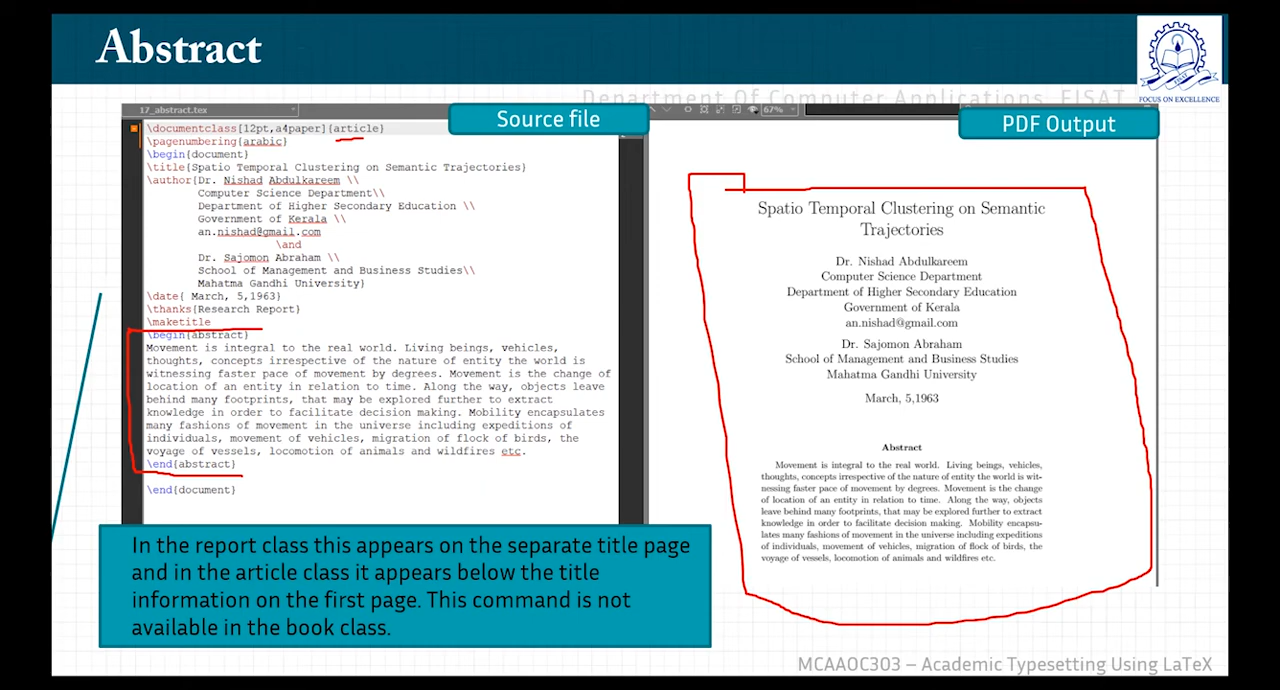 Abstract
FOCUS ON EXCELLENCE
Department Of Computer Applications, FISAT
17_abstract.tex
67%
Source file
PDF Output
\documentclass[12pt,a4paper]{article}
\pagenumbering{arabic}
\begin{document}
\title{Spatio Temporal Clustering on Semantic Trajectories}
\author{Dr. Nishad Abdulkareem \\
Computer Science Department\\
Department of Higher Secondary Education \\
Government of Kerala \\
an.nishad@gmail.com
\and
Dr. Sajomon Abraham \\
School of Management and Business Studies\\
Mahatma Gandhi University}
\date{ March, 5,1963}
\thanks{Research Report}
\maketitle
\begin{abstract}
Movement is integral to the real world. Living beings, vehicles,
thoughts, concepts irrespective of the nature of entity the world is
witnessing faster pace of movement by degrees. Movement is the change of
location of an entity in relation to time. Along the way, objects leave
behind many footprints, that may be explored further to extract
knowledge in order to facilitate decision making. Mobility encapsulates
many fashions of movement in the universe including expeditions of
individuals, movement of vehicles, migration of flock of birds, the
voyage of vessels, locomotion of animals and wildfires etc.
\end{abstract}
\end{document}
Spatio Temporal Clustering on Semantic
Trajectories
Dr. Nishad Abdulkareem
Computer Science Department
Department of Higher Secondary Education
Government of Kerala
an.nishad@gmail.com
Dr. Sajomon Abraham
School of Management and Business Studies
Mahatma Gandhi University
March, 5,1963
Abstract
Movement is integral to the real world. Living beings, vehicles,
thoughts, concepts irrespective of the nature of entity the world is wit-
nessing faster pace of movement by degrees. Movement is the change
of location of an entity in relation to time. Along the way, objects
leave behind many footprints, that may be explored further to extract
knowledge in order to facilitate decision making. Mobility encapsu-
lates many fashions of movement in the universe including expeditions
of individuals, movement of vehicles, migration of flock of birds, the
voyage of vessels, locomotion of animals and wildfires etc.
In the report class this appears on the separate title page
and in the article class it appears below the title
information on the first page. This command is not
available in the book class.
MCAAOC303 – Academic Typesetting Using LaTeX